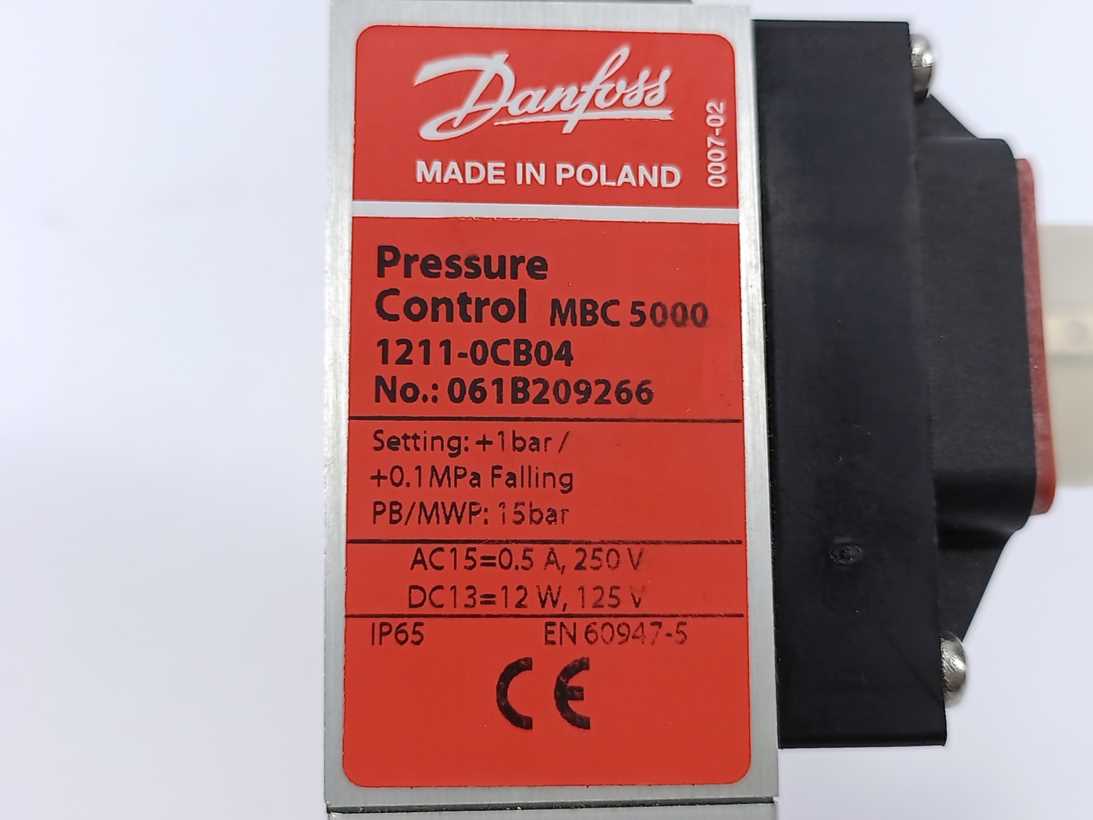 Danfoss
MADE IN POLAND
0007-02
Pressure
Control MBC 5000
1211-0CB04
No.: 061B209266
Setting: +1bar /
+0.1MPa Falling
PB/MWP: 15bar
AC15=0.5 A, 250 V
DC13=12 W, 125 V
IP65 EN 60947-5
CE